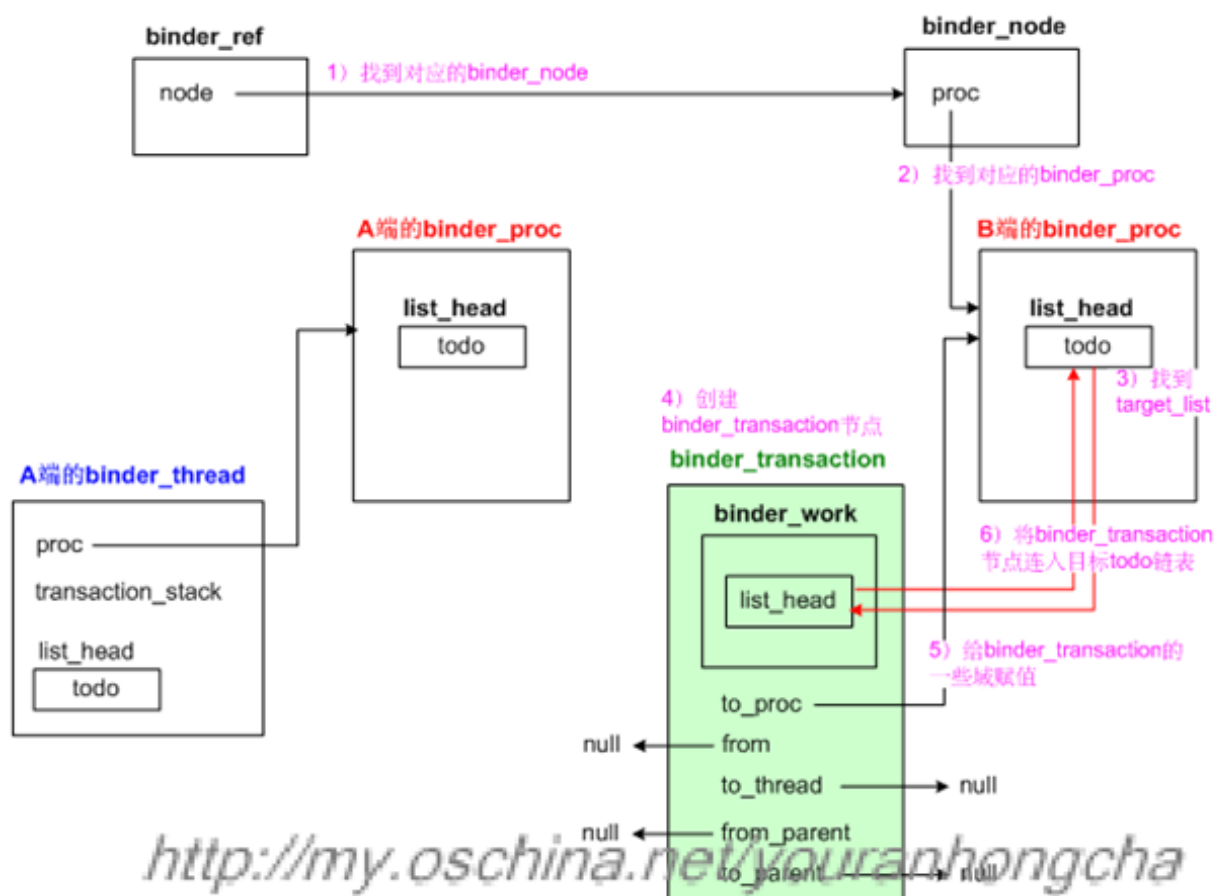 binder_ref
binder_node
node
1）找到对应的binder_node
proc
2）找到对应的binder_proc
A端的binder_proc
B端的binder_proc
list_head
todo
list_head
todo
3）找到
target_list
4）创建
binder_transaction节点
binder_transaction
A端的binder_thread
proc
transaction_stack
list_head
todo
binder_work
list_head
6）将binder_transaction
节点连入目标todo链表
5）给binder_transaction的
一些域赋值
to_proc
null
from
to_thread
null
null
from_parent
to_parent
null
http://my.oschina.net/youranhongcha